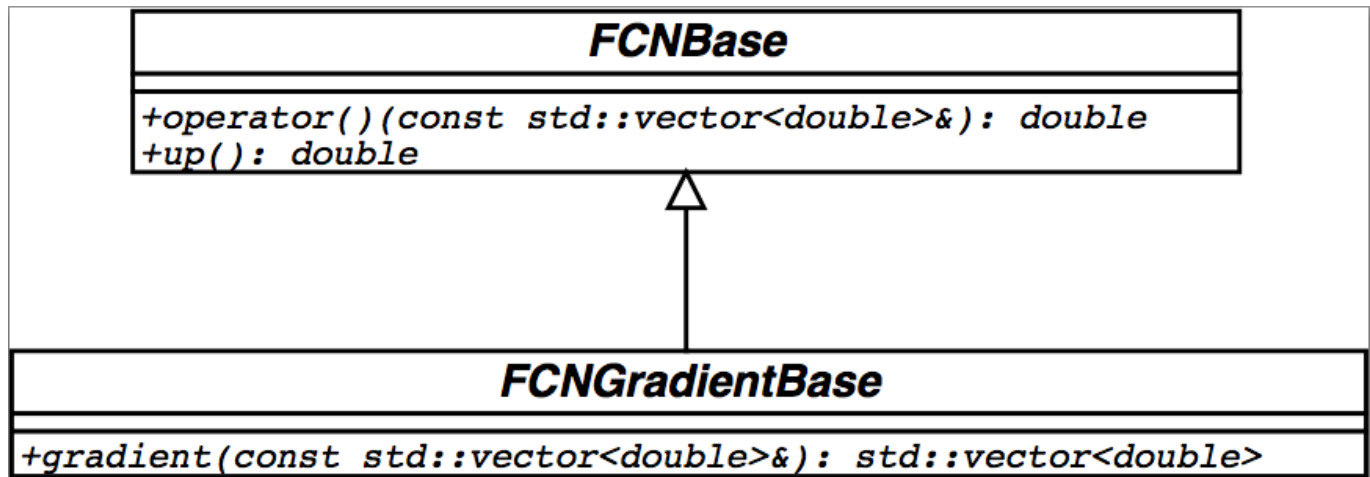 FCNBase
+operator()(const std::vector<double>&): double
+up(): double
FCNGradientBase
+gradient(const std::vector<double>&): std::vector<double>